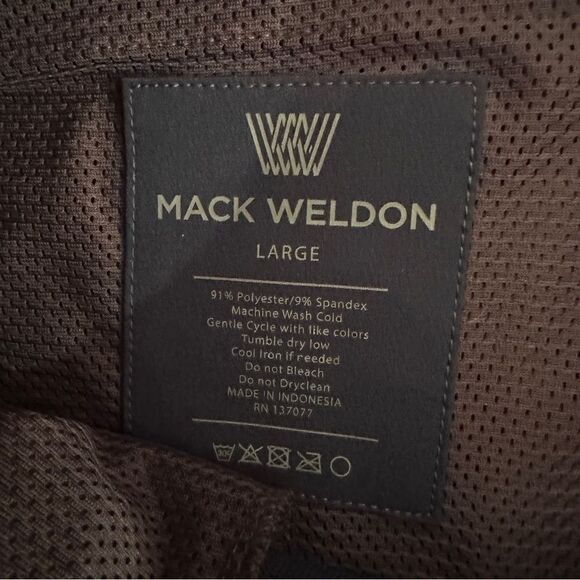 MACK WELDON
LARGE
91% Polyester/9% Spandex
Machine Wash Cold
Gentle Cycle with like colors
Tumble dry low
Cool Iron if needed
Do not Bleach
Do not Dryclean
MADE IN INDONESIA
RN 137077